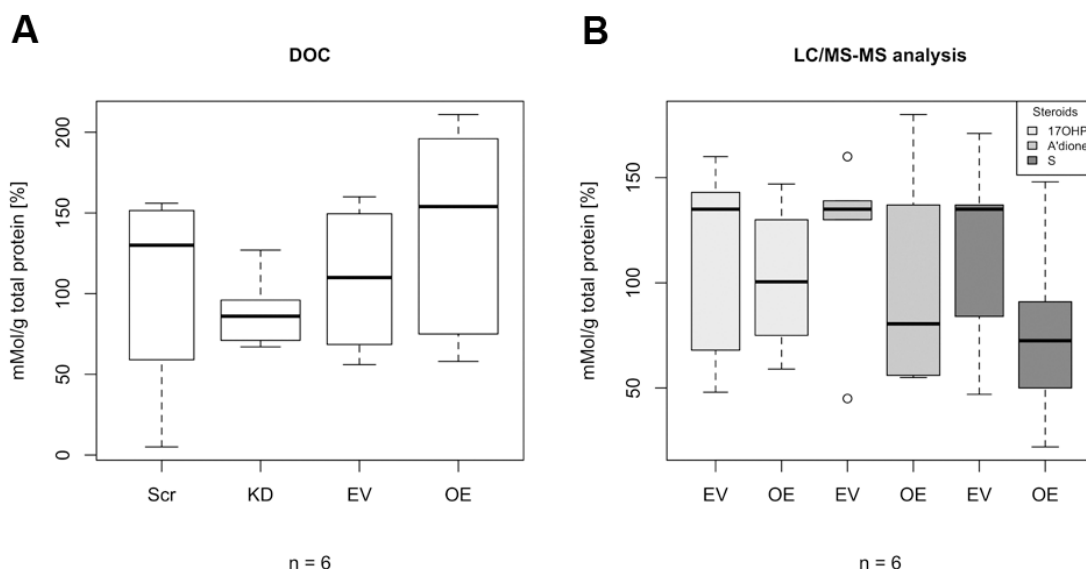 A
DOC
mMol/g total protein [%]
200
150
100
50
0
Scr KD EV OE
n = 6
B
LC/MS-MS analysis
Steroids
17OHP
A'dione
S
mMol/g total protein [%]
150
100
50
EV OE EV OE EV OE
n = 6